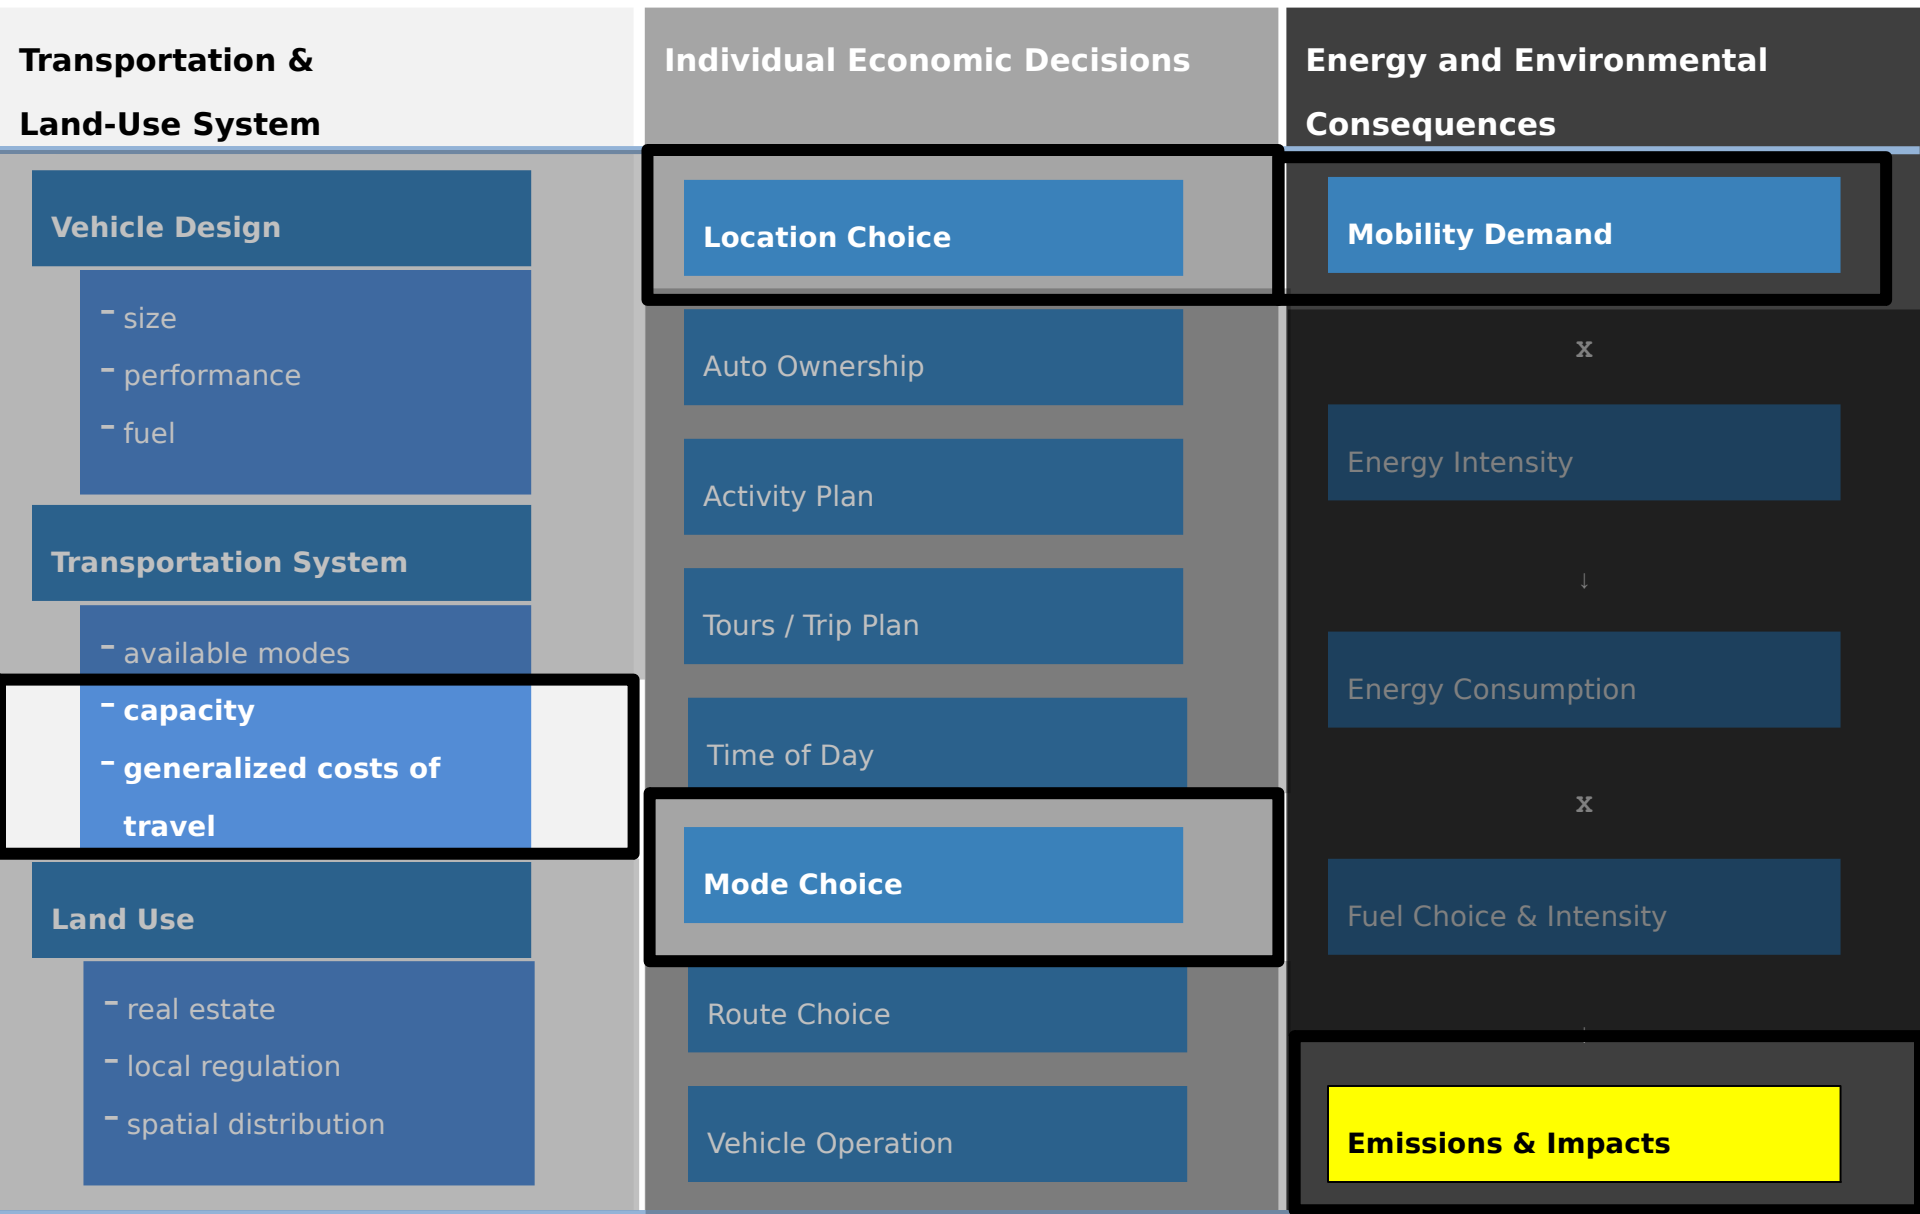 Transportation &
Land-Use System
Vehicle Design
– size
– performance
– fuel
Transportation System
– available modes
– capacity
– generalized costs of
travel
Land Use
– real estate
– local regulation
– spatial distribution
Individual Economic Decisions
Location Choice
Auto Ownership
Activity Plan
Tours / Trip Plan
Time of Day
Mode Choice
Route Choice
Vehicle Operation
Energy and Environmental
Consequences
Mobility Demand
x
Energy Intensity
↓
Energy Consumption
x
Fuel Choice & Intensity
Emissions & Impacts